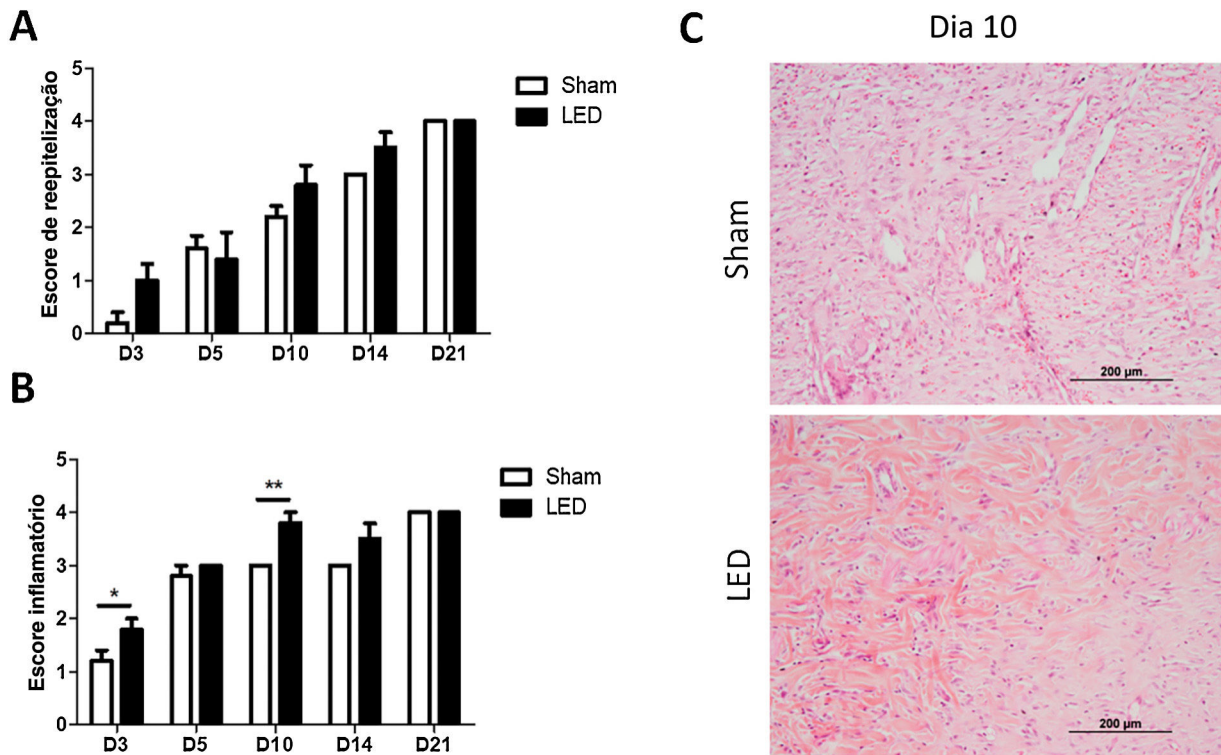 A
Escore de reepitelização
5
4
3
2
1
0
D3 D5 D10 D14 D21
Sham
LED
B
Escore inflamatório
5
4
3
2
1
0
* **
D3 D5 D10 D14 D21
Sham
LED
C
Dia 10
Sham
200 µm
LED
200 µm